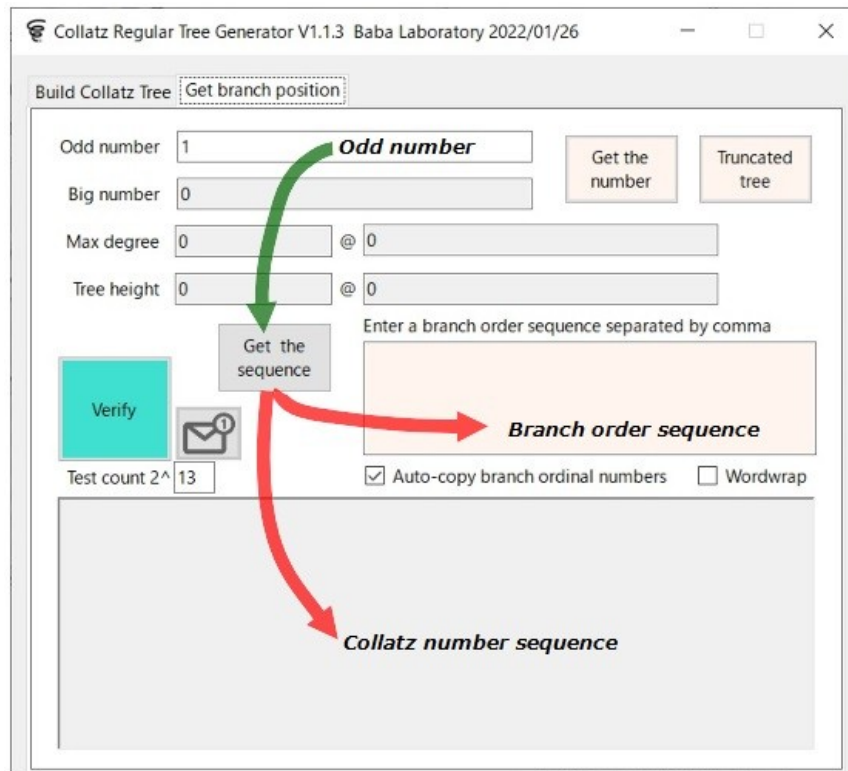 Collatz Regular Tree Generator V1.1.3 Baba Laboratory 2022/01/26
Build Collatz Tree
Get branch position
Odd number
1
Odd number
Get the
number
Truncated
tree
Big number
0
Max degree
0
@
0
Tree height
0
@
0
Get the
sequence
Enter a branch order sequence separated by comma
Verify
1
Branch order sequence
Test count 2^
13
Auto-copy branch ordinal numbers
Wordwrap
Collatz number sequence